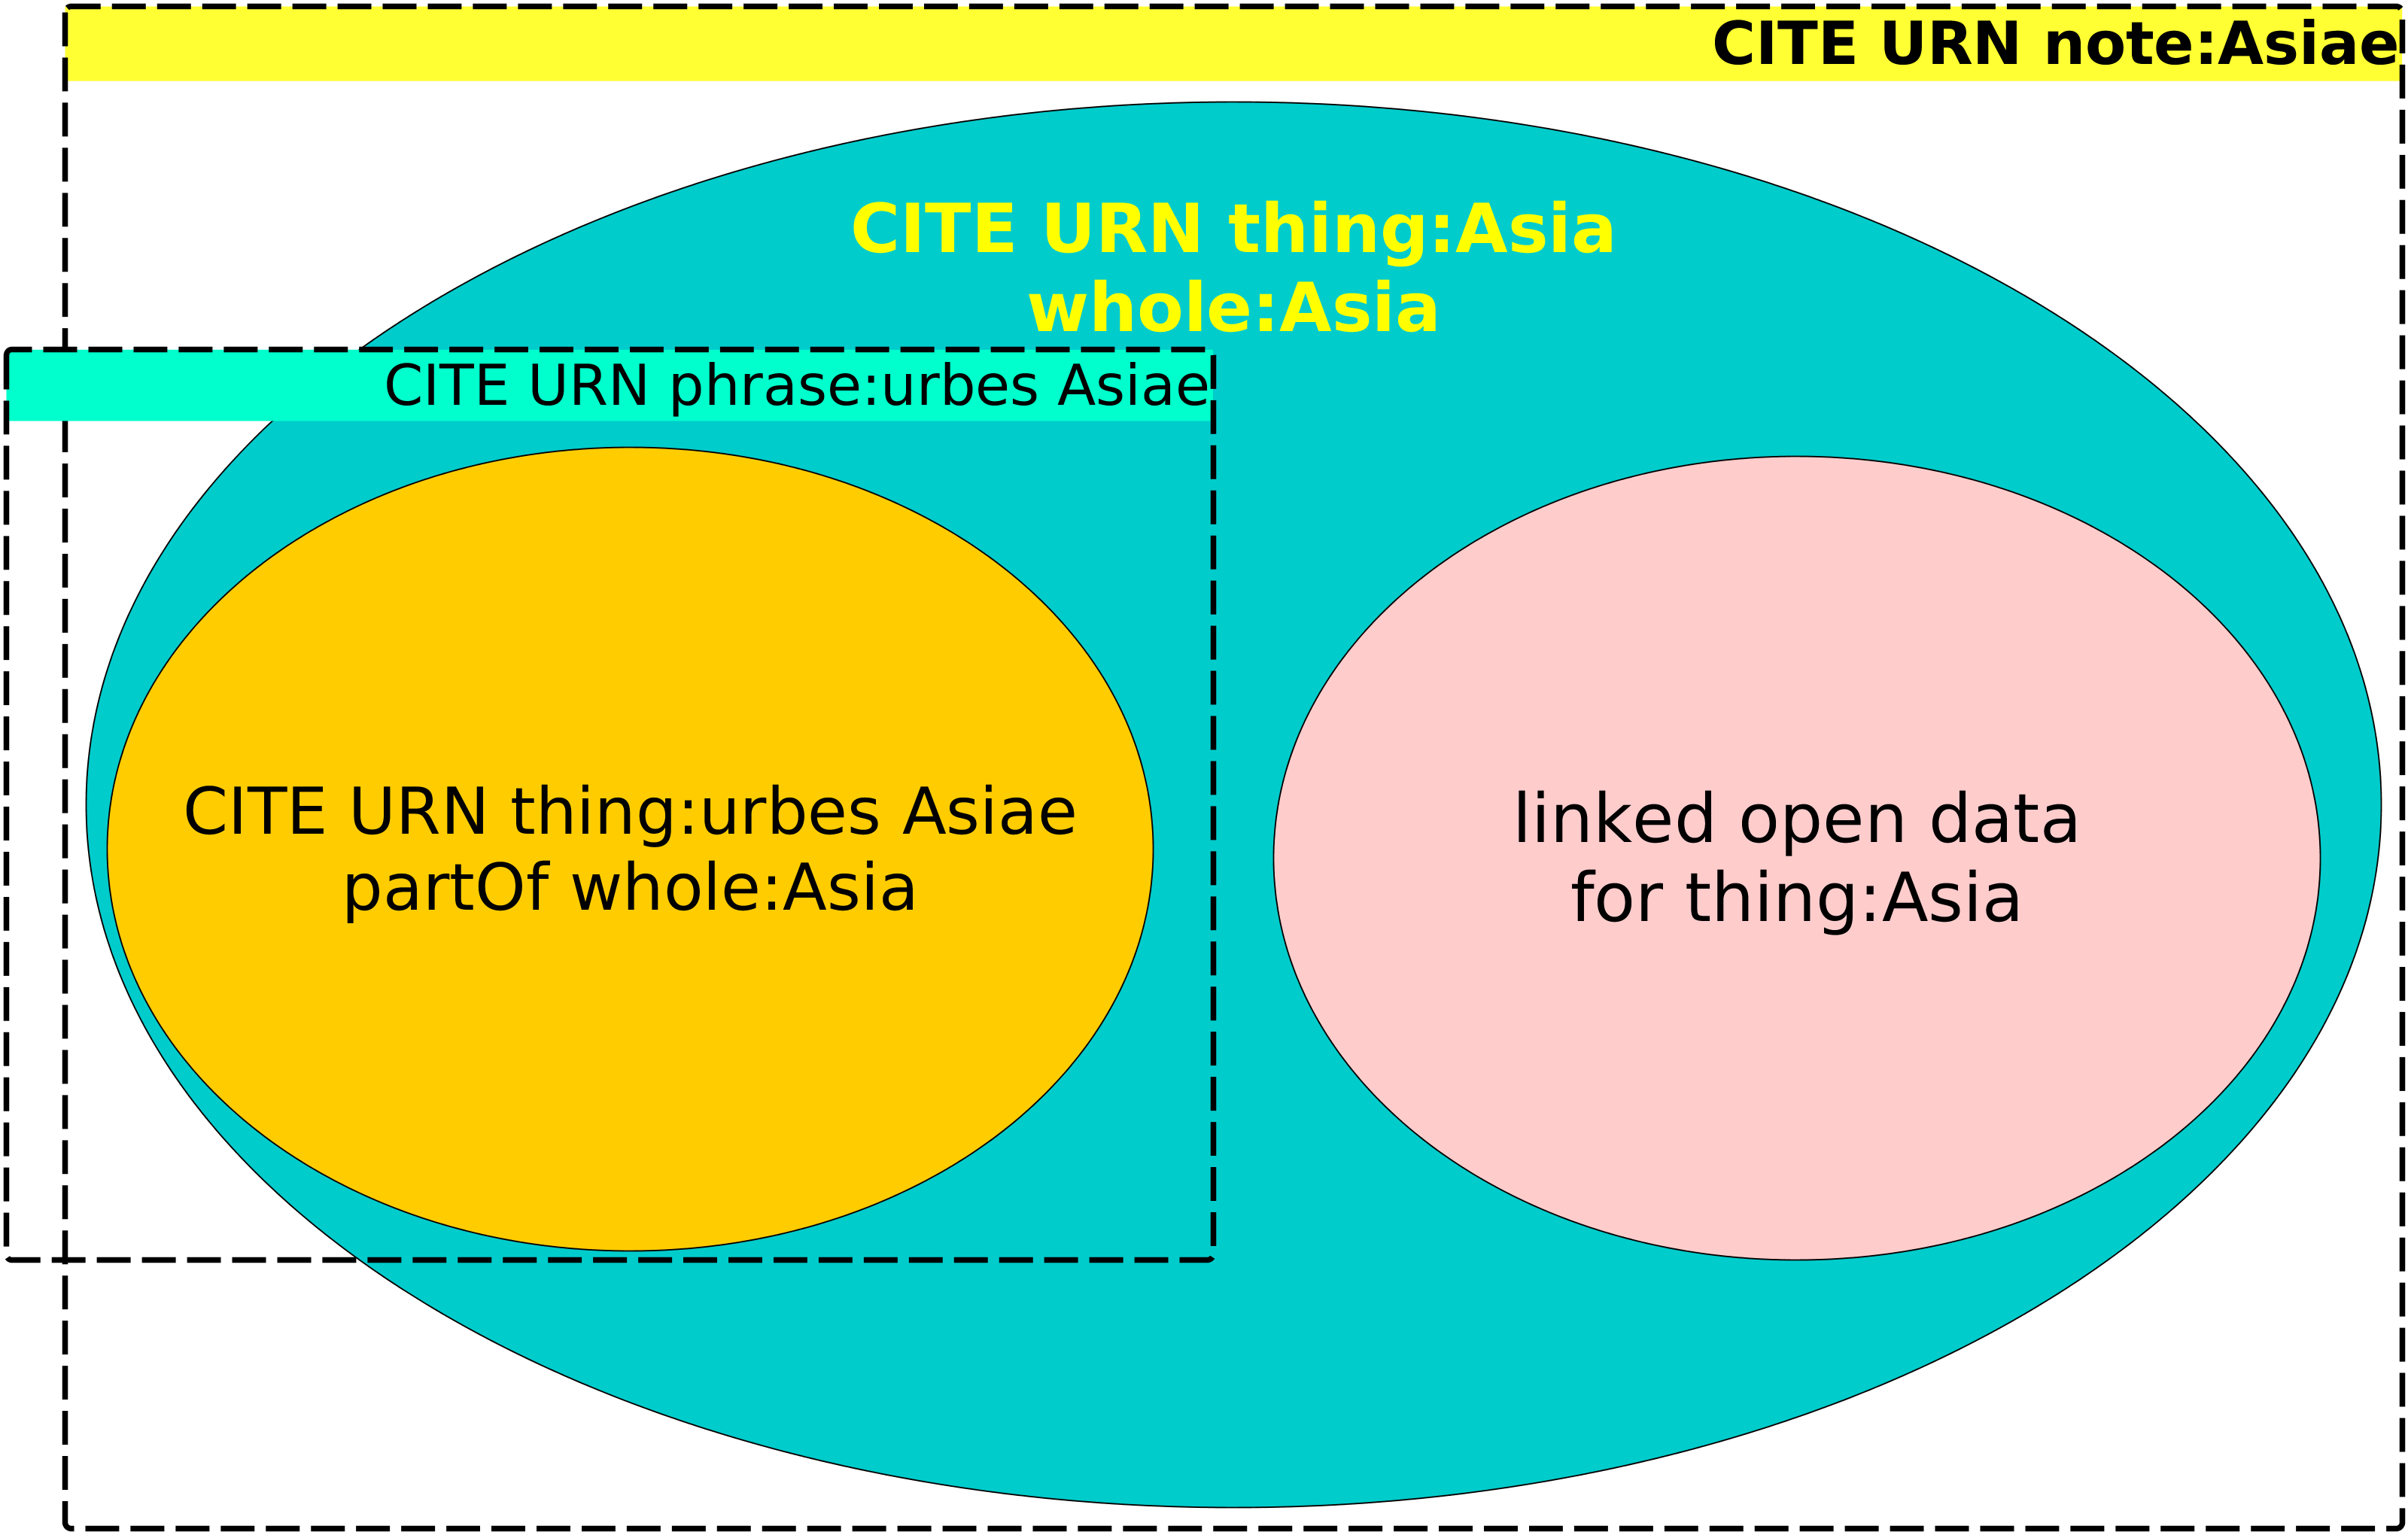 CITE URN note:Asiae
CITE URN thing:Asia
whole:Asia
CITE URN phrase:urbes Asiae
CITE URN thing:urbes Asiae
partOf whole:Asia
linked open data
for thing:Asia